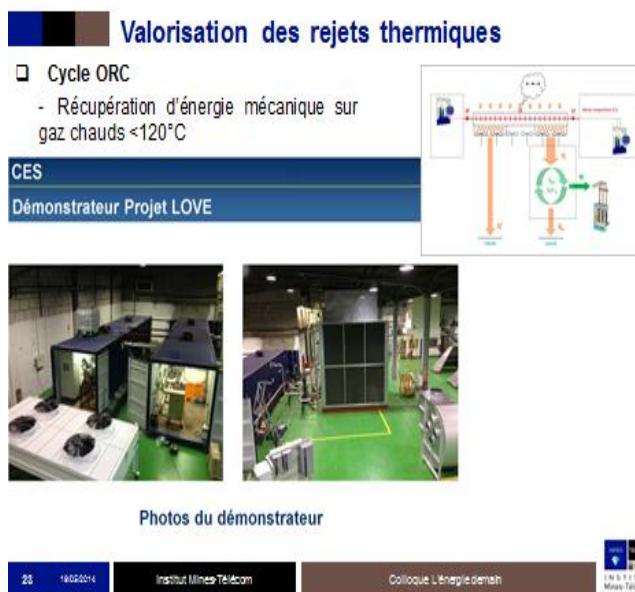 Valorisation des rejets thermiques
Cycle ORC
- Récupération d'énergie mécanique sur
gaz chauds <120°C
CES
Démonstrateur Projet LOVE
Photos du démonstrateur
23
Institut Mines-Télécom
Colloque L'énergie demain